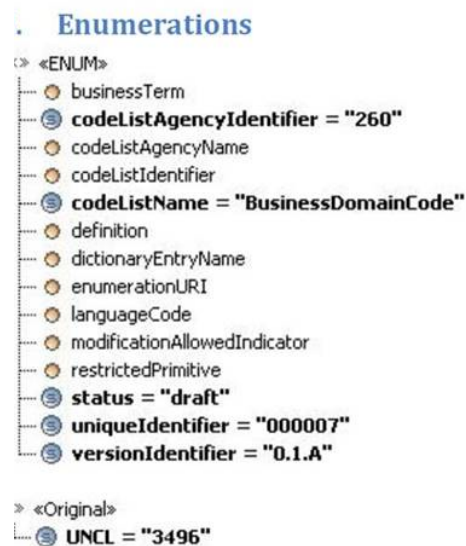 . Enumerations
«ENUM»
businessTerm
codeListAgencyIdentifier = "260"
codeListAgencyName
codeListIdentifier
codeListName = "BusinessDomainCode"
definition
dictionaryEntryName
enumerationURI
languageCode
modificationAllowedIndicator
restrictedPrimitive
status = "draft"
uniqueIdentifier = "000007"
versionIdentifier = "0.1.A"
«Original»
UNCL = "3496"